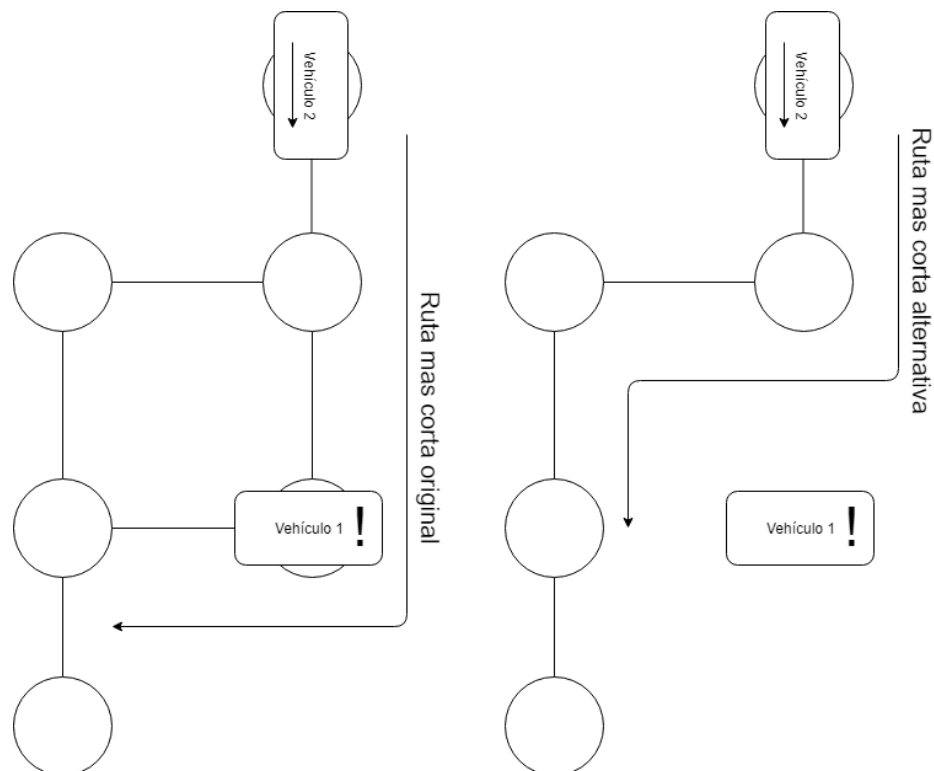 Vehículo 2
Ruta mas corta original
Vehículo 1 !
Vehículo 2
Ruta mas corta alternativa
Vehículo 1 !